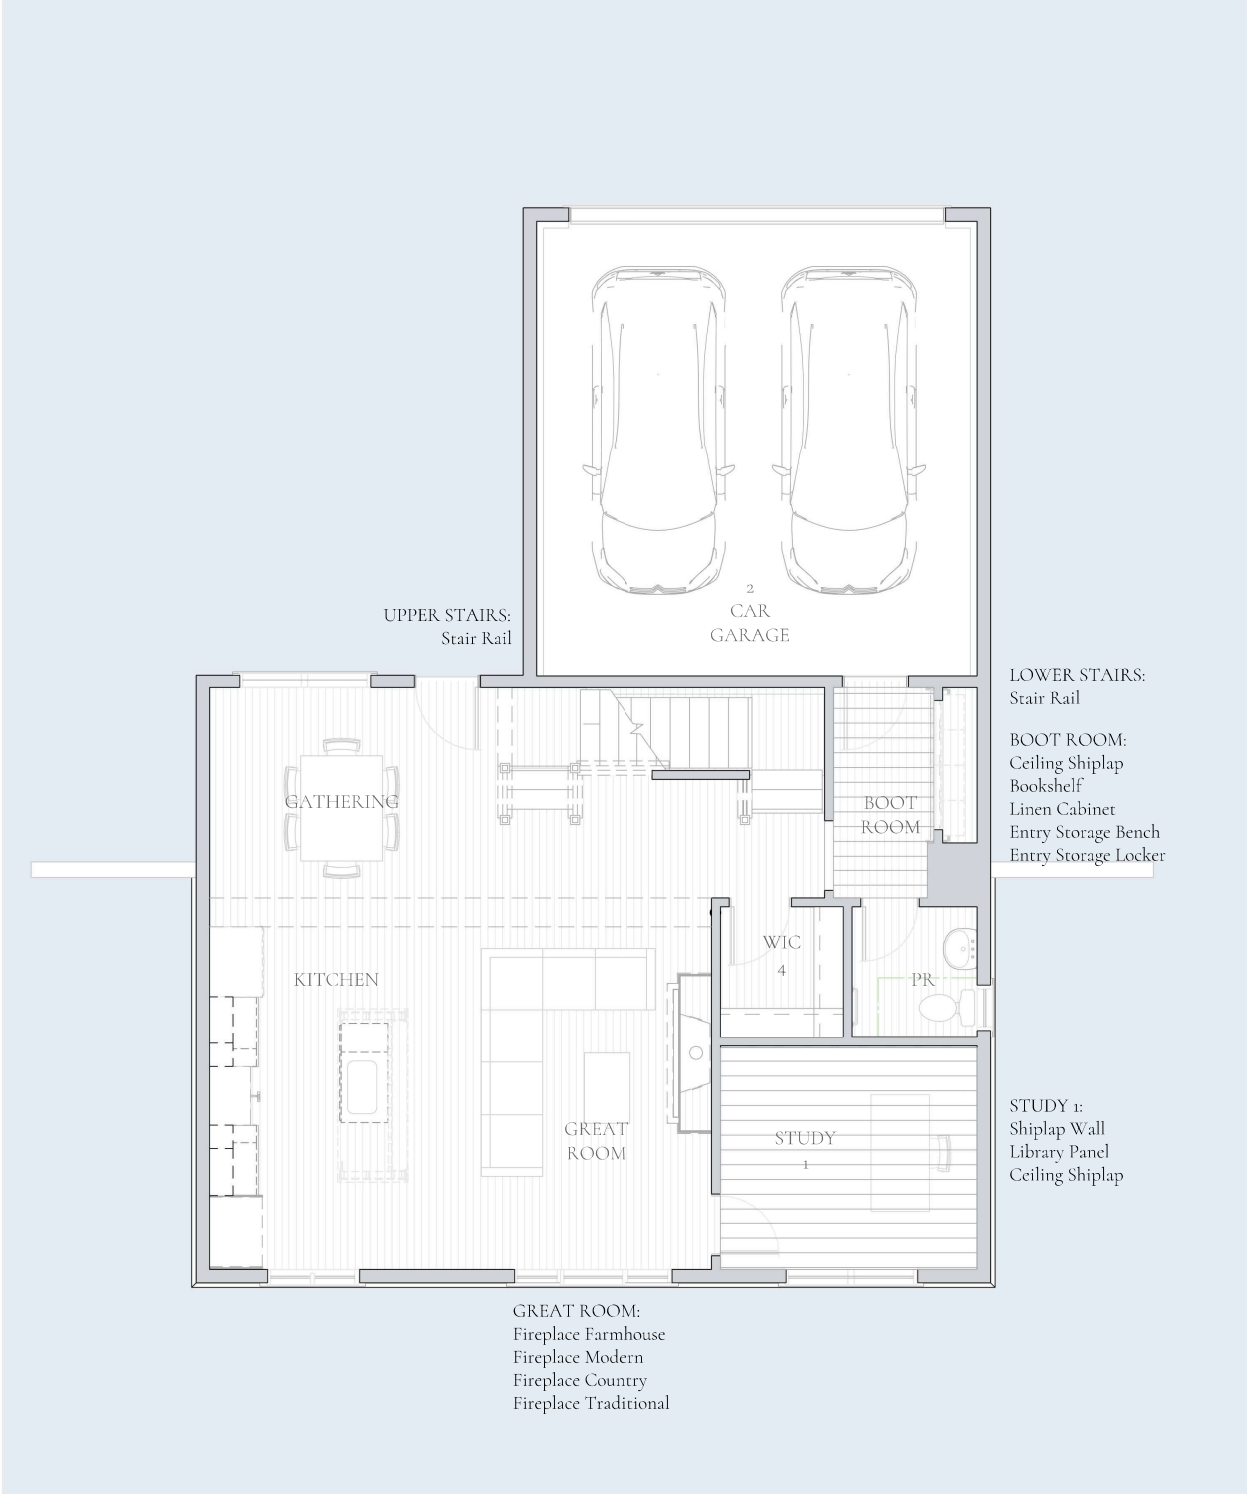 2
CAR
GARAGE
UPPER STAIRS:
Stair Rail
LOWER STAIRS:
Stair Rail
BOOT ROOM:
Ceiling Shiplap
Bookshelf
Linen Cabinet
Entry Storage Bench
Entry Storage Locker
GATHERING
BOOT
ROOM
WIC
4
KITCHEN
PR
GREAT
ROOM
STUDY
1
STUDY 1:
Shiplap Wall
Library Panel
Ceiling Shiplap
GREAT ROOM:
Fireplace Farmhouse
Fireplace Modern
Fireplace Country
Fireplace Traditional